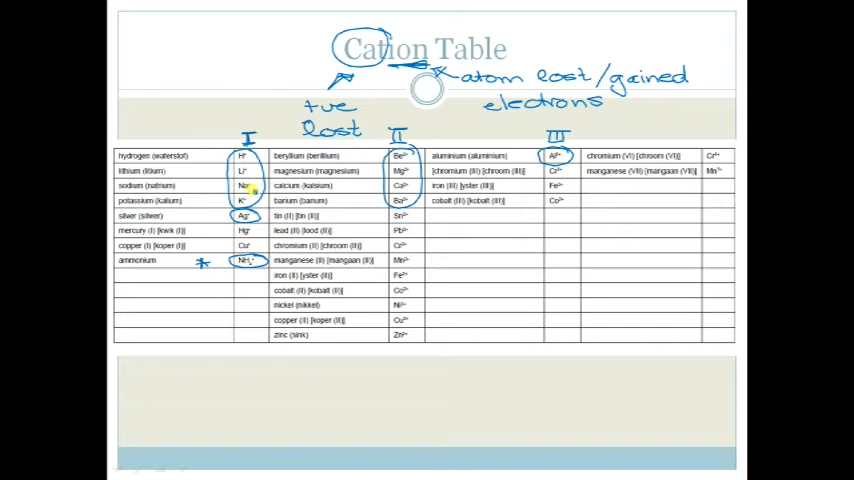 Cation Table
atom lost/gained
electrons
+ve
lost
I II III
hydrogen (waterstof) H⁺ beryllium (berillium) Be²⁺ aluminium (aluminium) Al³⁺ chromium (VI) [chroom (VI)] Cr⁶⁺
lithium (litium) Li⁺ magnesium (magnesium) Mg²⁺ [chromium (III) [chroom (III)] Cr³⁺ manganese (VII) [mangaan (VII)] Mn⁷⁺
sodium (natrium) Na⁺ calcium (kalsium) Ca²⁺ iron (III) [yster (III)] Fe³⁺
potassium (kalium) K⁺ barium (barium) Ba²⁺ cobalt (III) [kobalt (III)] Co³⁺
silver (silwer) Ag⁺ tin (II) [tin (II)] Sn²⁺
mercury (I) [kwik (I)] Hg⁺ lead (II) [lood (II)] Pb²⁺
copper (I) [koper (I)] Cu⁺ chromium (II) [chroom (II)] Cr²⁺
ammonium * NH₄⁺ manganese (II) [mangaan (II)] Mn²⁺
iron (II) [yster (II)] Fe²⁺
cobalt (II) [kobalt (II)] Co²⁺
nickel (nikkel) Ni²⁺
copper (II) [koper (II)] Cu²⁺
zinc (sink) Zn²⁺